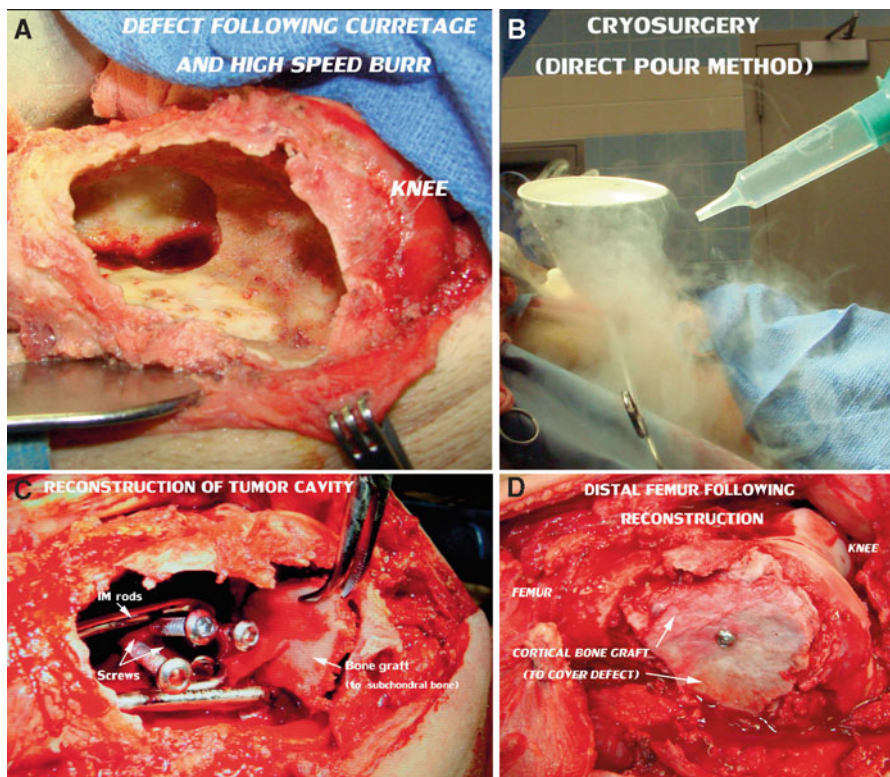 A
DEFECT FOLLOWING CURRETAGE
AND HIGH SPEED BURR
KNEE
B
CRYOSURGERY
(DIRECT POUR METHOD)
C
RECONSTRUCTION OF TUMOR CAVITY
IM rods
Screws
Bone graft
(to subchondral bone)
D
DISTAL FEMUR FOLLOWING
RECONSTRUCTION
KNEE
FEMUR
CORTICAL BONE GRAFT
(TO COVER DEFECT)